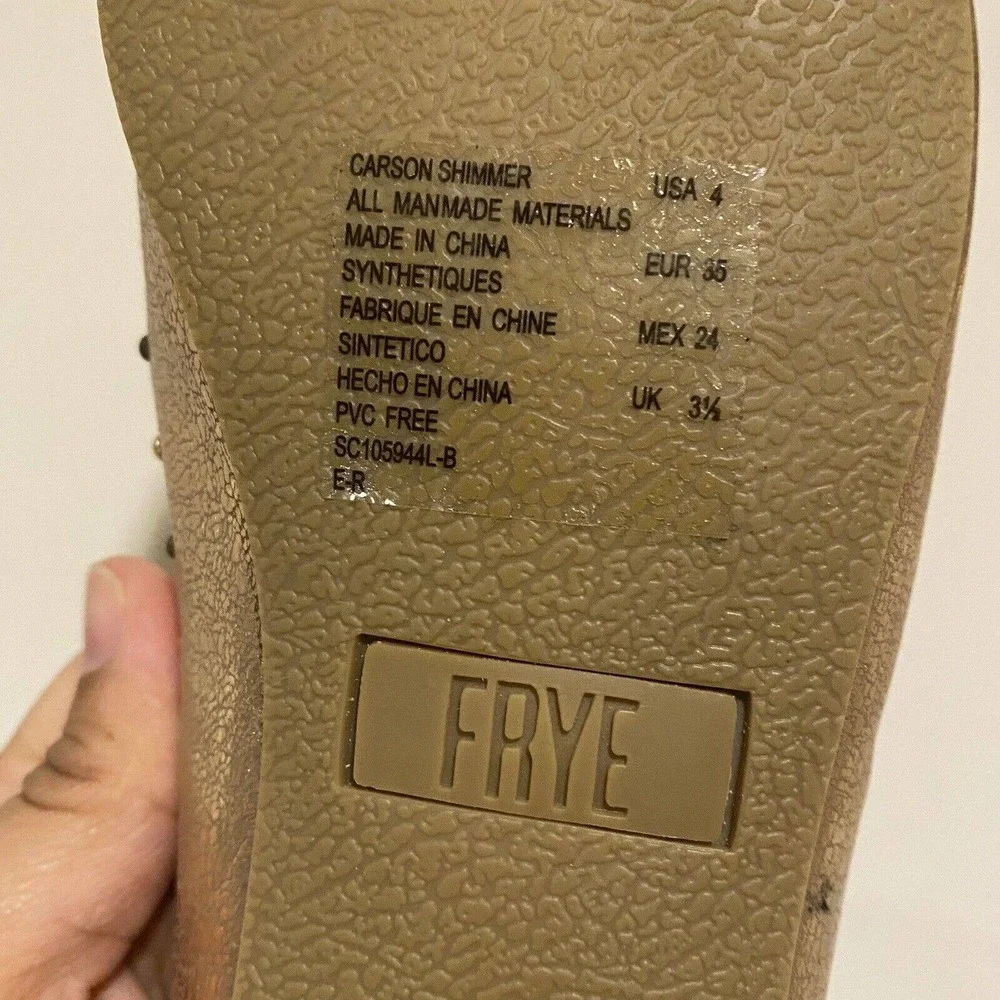 CARSON SHIMMER
ALL MANMADE MATERIALS
MADE IN CHINA
SYNTHETIQUES
FABRIQUE EN CHINE
SINTETICO
HECHO EN CHINA
PVC FREE
SC105944L-B
E-R
USA 4
EUR 35
MEX 24
UK 3½
FRYE